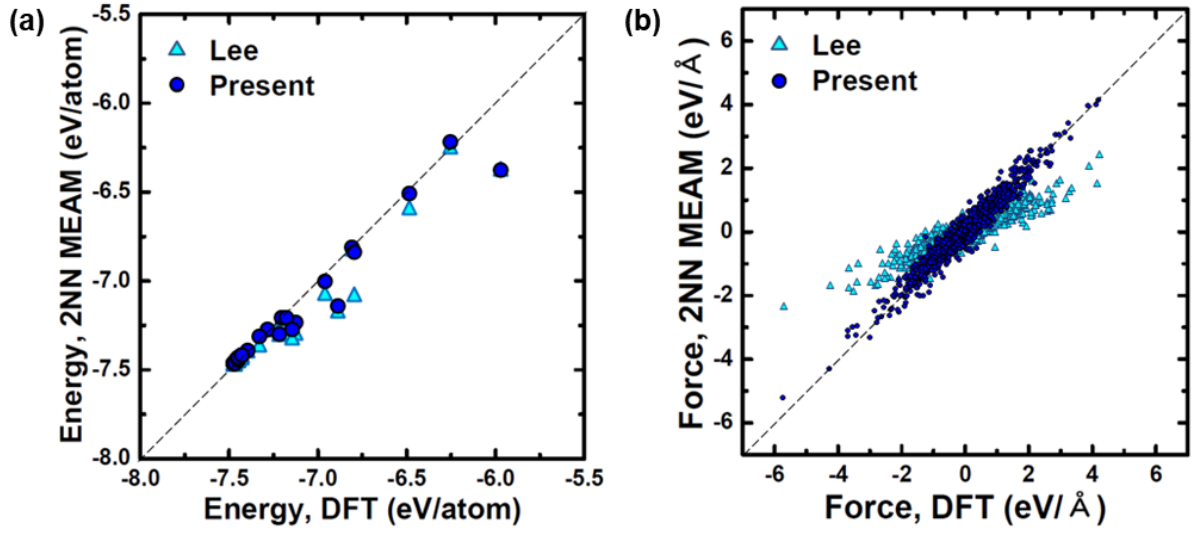 (a)
Energy, 2NN MEAM (eV/atom)
-5.5
-6.0
-6.5
-7.0
-7.5
-8.0
Lee
Present
-8.0 -7.5 -7.0 -6.5 -6.0 -5.5
Energy, DFT (eV/atom)
(b)
Force, 2NN MEAM (eV/Å)
6
4
2
0
-2
-4
-6
Lee
Present
-6 -4 -2 0 2 4 6
Force, DFT (eV/Å)